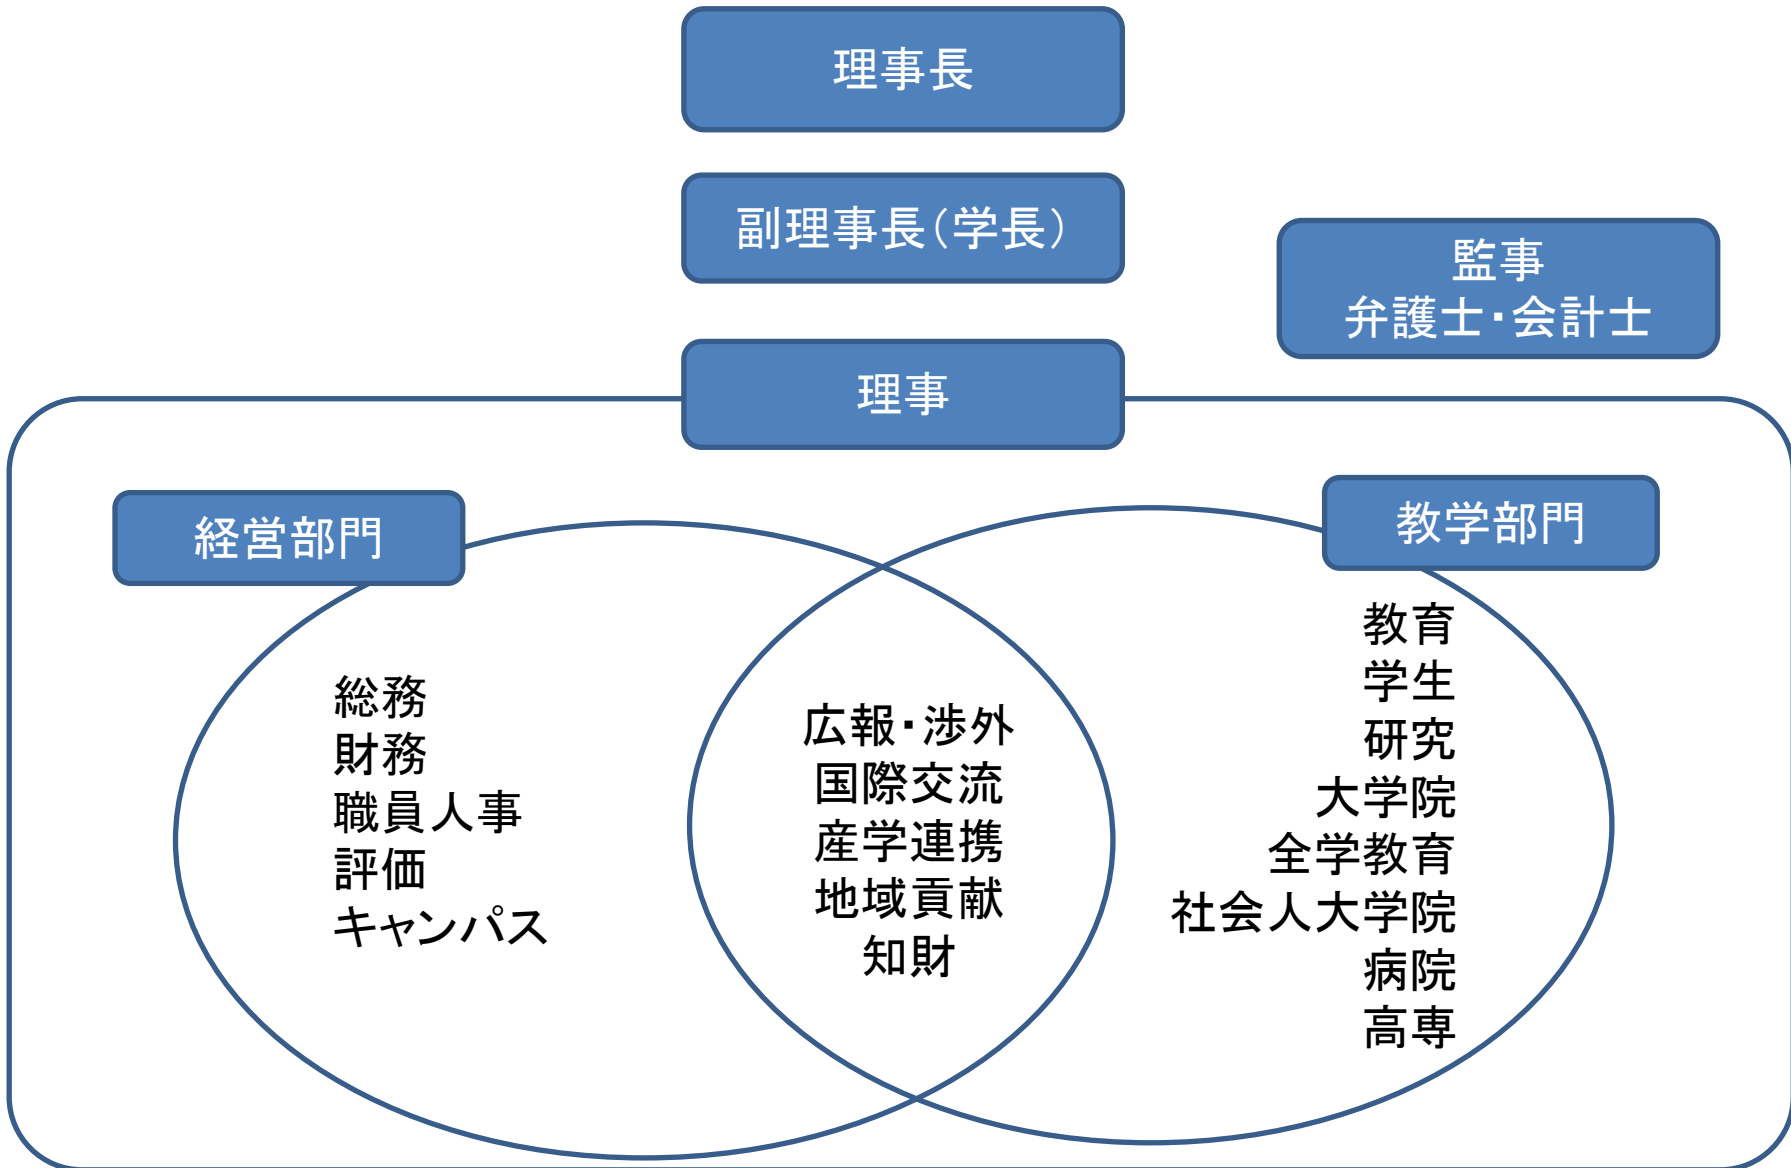 理事長
副理事長(学長)
監事
弁護士・会計士
理事
経営部門
教学部門
総務
財務
職員人事
評価
キャンパス
広報・渉外
国際交流
産学連携
地域貢献
知財
教育
学生
研究
大学院
全学教育
社会人大学院
病院
高専